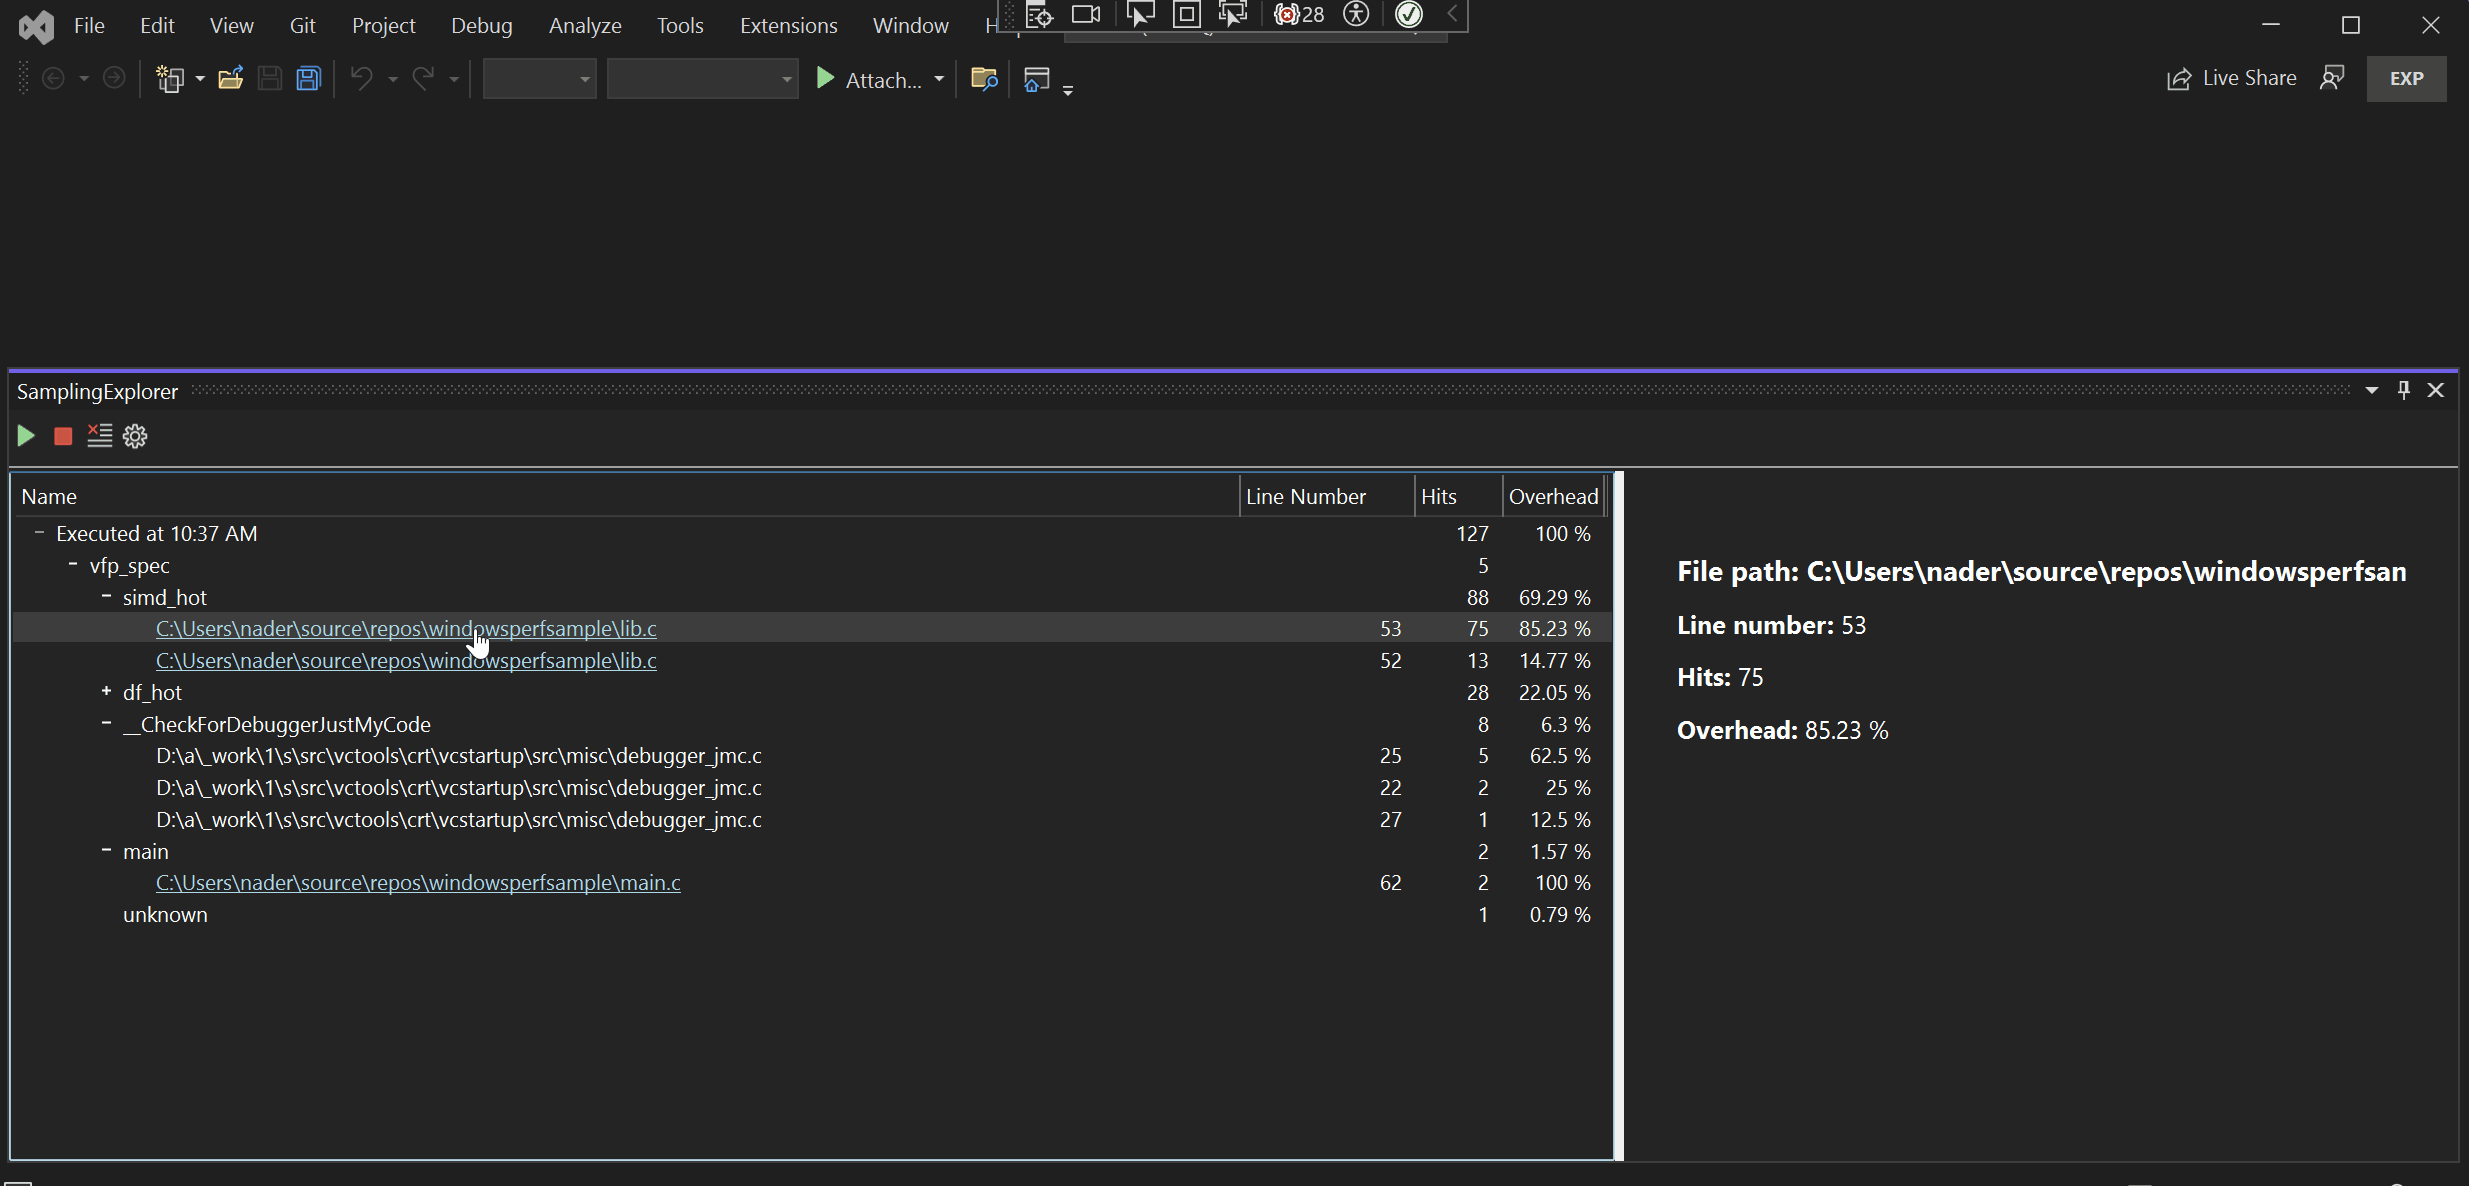 File Edit View Git Project Debug Analyze Tools Extensions Window 28
Attach... Live Share EXP
SamplingExplorer
Name Line Number Hits Overhead
Executed at 10:37 AM 127 100 %
vfp_spec 5
simd_hot 88 69.29 %
C:\Users\nader\source\repos\windowsperfsample\lib.c 53 75 85.23 %
C:\Users\nader\source\repos\windowsperfsample\lib.c 52 13 14.77 %
df_hot 28 22.05 %
__CheckForDebuggerJustMyCode 8 6.3 %
D:\a\_work\1\s\src\vctools\crt\vcstartup\src\misc\debugger_jmc.c 25 5 62.5 %
D:\a\_work\1\s\src\vctools\crt\vcstartup\src\misc\debugger_jmc.c 22 2 25 %
D:\a\_work\1\s\src\vctools\crt\vcstartup\src\misc\debugger_jmc.c 27 1 12.5 %
main 2 1.57 %
C:\Users\nader\source\repos\windowsperfsample\main.c 62 2 100 %
unknown 1 0.79 %
File path: C:\Users\nader\source\repos\windowsperfsan
Line number: 53
Hits: 75
Overhead: 85.23 %